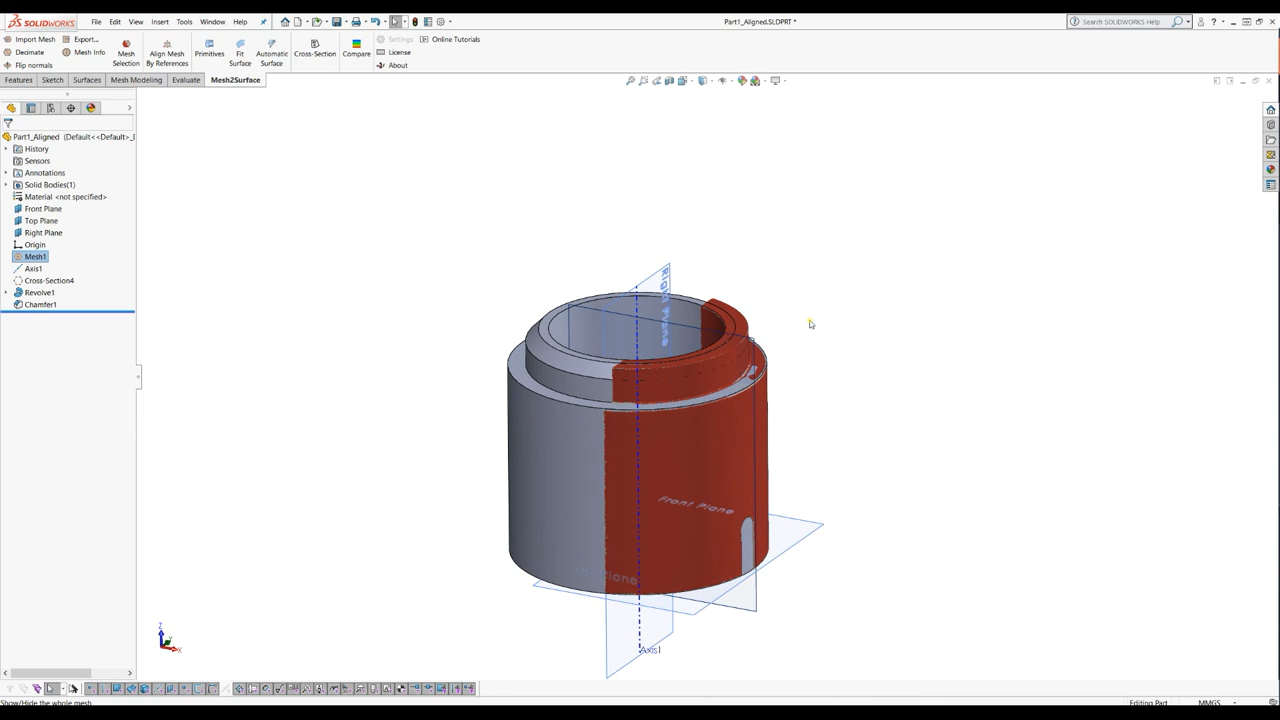 SOLIDWORKS File Edit View Insert Tools Window Help Part1_Aligned.SLDPRT * Search SOLIDWORKS Help
Import Mesh Export... Settings Online Tutorials
Decimate Mesh Info Mesh Selection Align Mesh By References Primitives Fit Surface Automatic Surface Cross-Section Compare License
Flip normals About
Features Sketch Surfaces Mesh Modeling Evaluate Mesh2Surface
Part1_Aligned (Default<<Default>_
History
Sensors
Annotations
Solid Bodies(1)
Material <not specified>
Front Plane
Top Plane
Right Plane
Origin
Mesh1
Axis1
Cross-Section4
Revolve1
Chamfer1
Right Plane
Front Plane
Plane
Axis1
Z
Y
X
Show/Hide the whole mesh. Editing Part MMGS